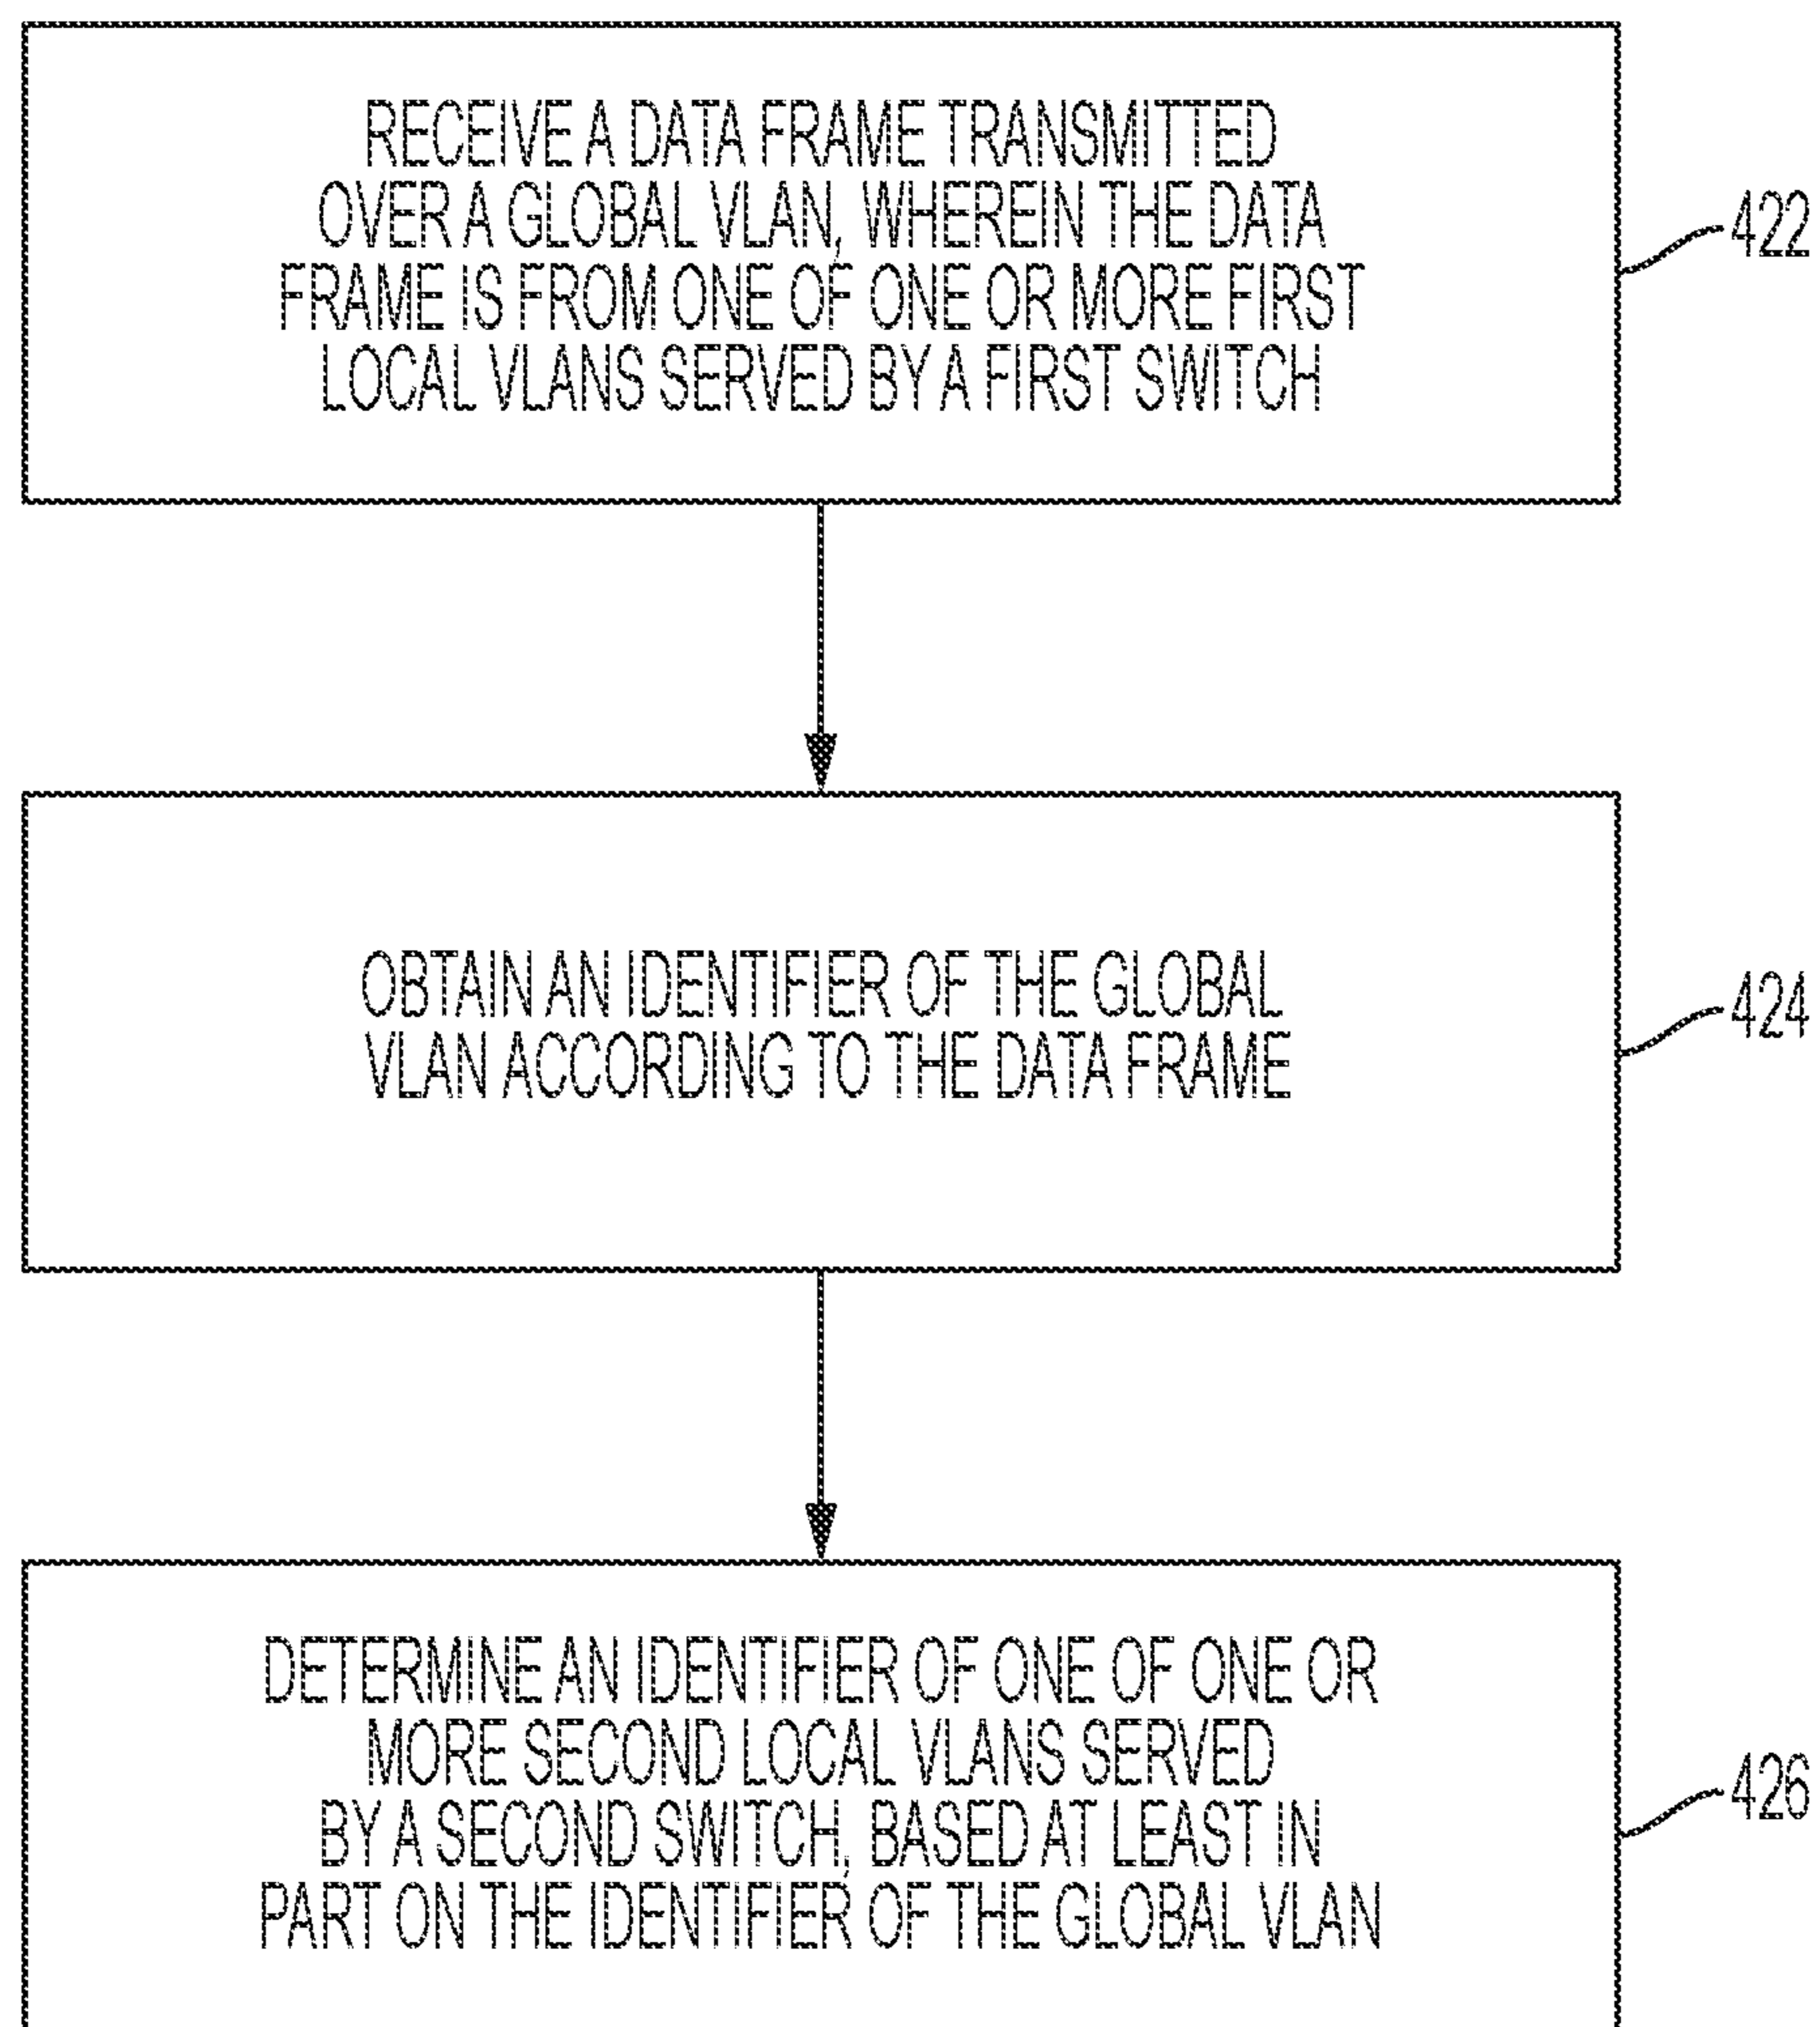 RECEIVE A DATA FRAME TRANSMITTED
OVER A GLOBAL VLAN, WHEREIN THE DATA
FRAME IS FROM ONE OF ONE OR MORE FIRST
LOCAL VLANS SERVED BY A FIRST SWITCH
422
OBTAIN AN IDENTIFIER OF THE GLOBAL
VLAN ACCORDING TO THE DATA FRAME
424
DETERMINE AN IDENTIFIER OF ONE OF ONE OR
MORE SECOND LOCAL VLANS SERVED
BY A SECOND SWITCH, BASED AT LEAST IN
PART ON THE IDENTIFIER OF THE GLOBAL VLAN
426